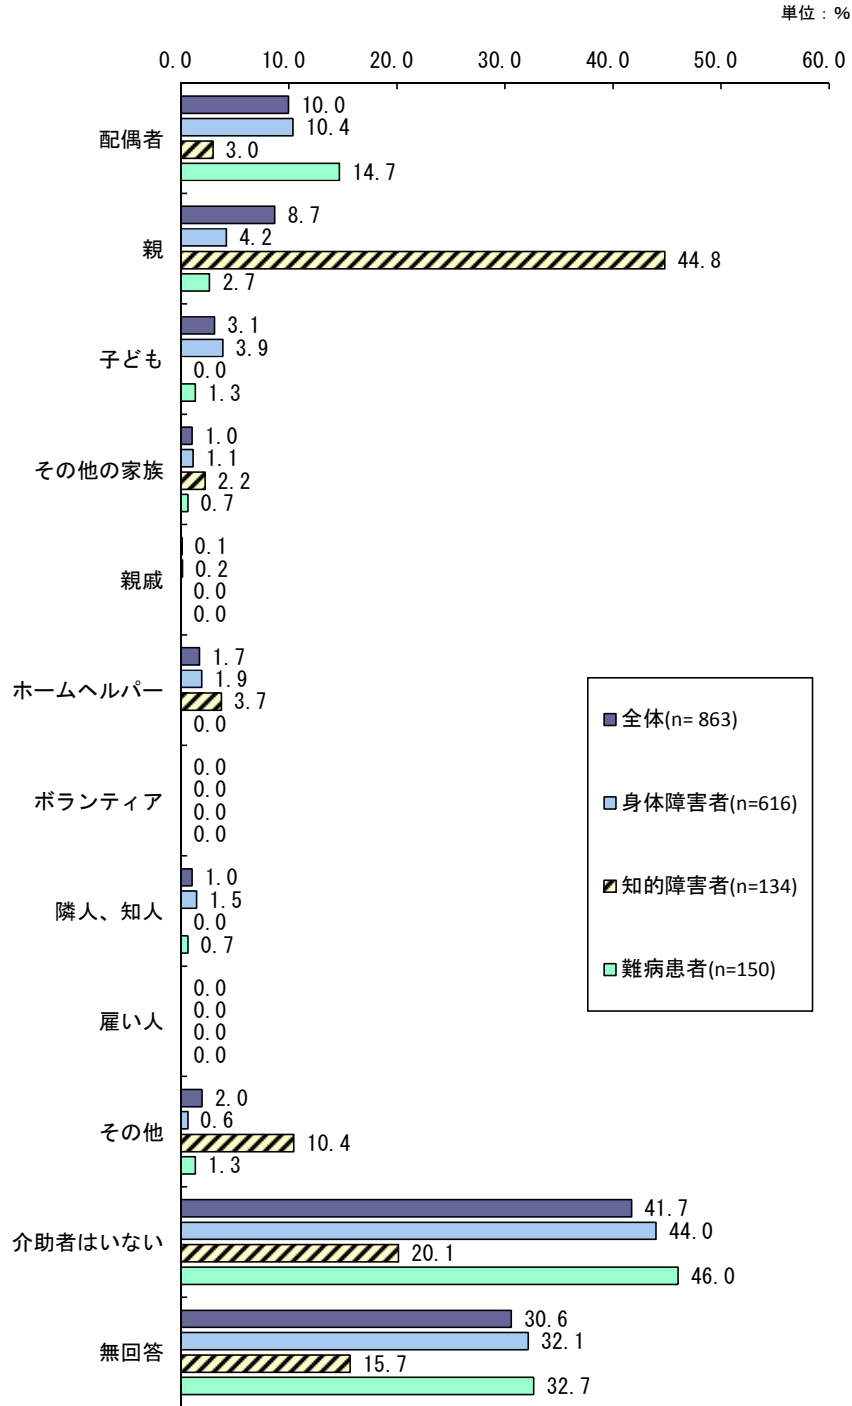 単位：%
0.0 10.0 20.0 30.0 40.0 50.0 60.0
配偶者
10.0
10.4
3.0
14.7
親
8.7
4.2
44.8
2.7
子ども
3.1
3.9
0.0
1.3
その他の家族
1.0
1.1
2.2
0.7
親戚
0.1
0.2
0.0
0.0
ホームヘルパー
1.7
1.9
3.7
0.0
ボランティア
0.0
0.0
0.0
0.0
隣人、知人
1.0
1.5
0.0
0.7
雇い人
0.0
0.0
0.0
0.0
その他
2.0
0.6
10.4
1.3
介助者はいない
41.7
44.0
20.1
46.0
無回答
30.6
32.1
15.7
32.7
全体(n= 863)
身体障害者(n=616)
知的障害者(n=134)
難病患者(n=150)